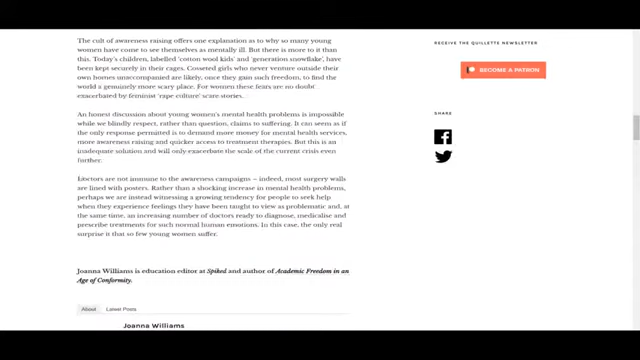 The cult of awareness raising offers one explanation as to why so many young
women have come to see themselves as mentally ill. But there is more to it than
this. Today's children, labelled 'cotton wool kids' and 'generation snowflake', have
been kept securely in their cages. Cosseted girls who never venture outside their
own homes unaccompanied are likely, once they gain such freedom, to find the
world a genuinely more scary place. For women these fears are no doubt
exacerbated by feminist 'rape culture' scare stories.
An honest discussion about young women's mental health problems is impossible
while we blindly respect, rather than question, claims to suffering. It can seem as if
the only response permitted is to demand more money for mental health services,
more awareness raising and quicker access to treatment therapies. But this is an
inadequate solution and will only exacerbate the scale of the current crisis even
further.
Doctors are not immune to the awareness campaigns – indeed, most surgery walls
are lined with posters. Rather than a shocking increase in mental health problems,
perhaps we are instead witnessing a growing tendency for people to seek help
when they experience feelings they have been taught to view as problematic and, at
the same time, an increasing number of doctors ready to diagnose, medicalise and
prescribe treatments for such normal human emotions. In this case, the only real
surprise it that so few young women suffer.
Joanna Williams is education editor at Spiked and author of Academic Freedom in an
Age of Conformity.
About Latest Posts
Joanna Williams
RECEIVE THE QUILLETTE NEWSLETTER
BECOME A PATRON
SHARE